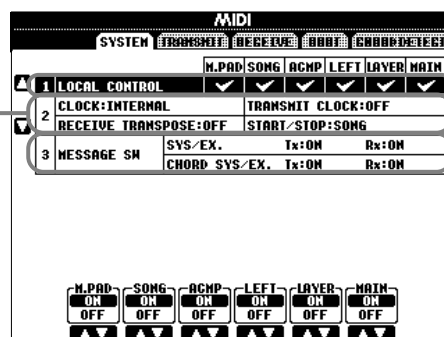 MIDI
SYSTEM TRANSMIT RECEIVE ROOT CHORD DETECT
M.PAD SONG ACMP LEFT LAYER MAIN
1 LOCAL CONTROL
2 CLOCK:INTERNAL TRANSMIT CLOCK:OFF
RECEIVE TRANSPOSE:OFF START/STOP:SONG
3 MESSAGE SW SYS/EX. Tx:ON Rx:ON
CHORD SYS/EX. Tx:ON Rx:ON
M.PAD SONG ACMP LEFT LAYER MAIN
ON ON ON ON ON ON
OFF OFF OFF OFF OFF OFF